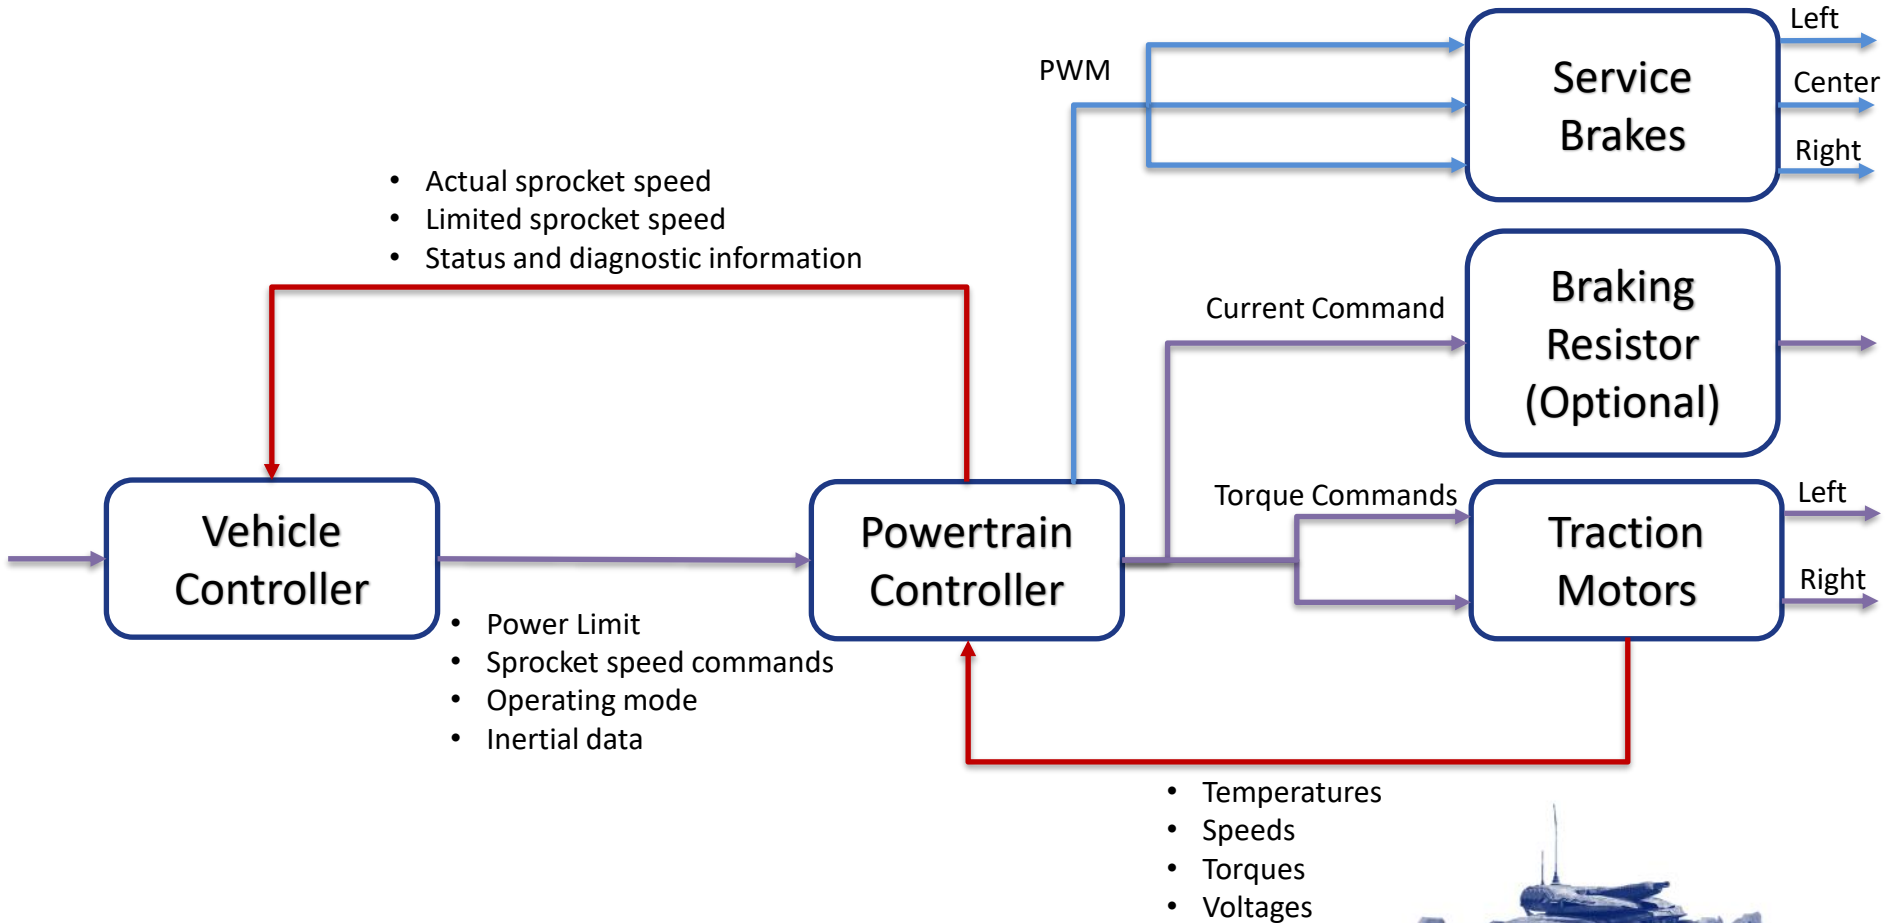 Left
PWM
Service
Brakes
Center
Right
• Actual sprocket speed
• Limited sprocket speed
• Status and diagnostic information
Current Command
Braking
Resistor
(Optional)
Vehicle
Controller
Powertrain
Controller
Torque Commands
Traction
Motors
Left
Right
• Power Limit
• Sprocket speed commands
• Operating mode
• Inertial data
• Temperatures
• Speeds
• Torques
• Voltages